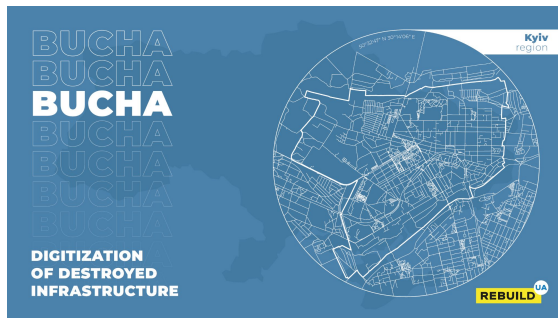 BUCHA
BUCHA
BUCHA
BUCHA
BUCHA
BUCHA
BUCHA
DIGITIZATION
OF DESTROYED
INFRASTRUCTURE
Kyiv
region
REBUILD UA